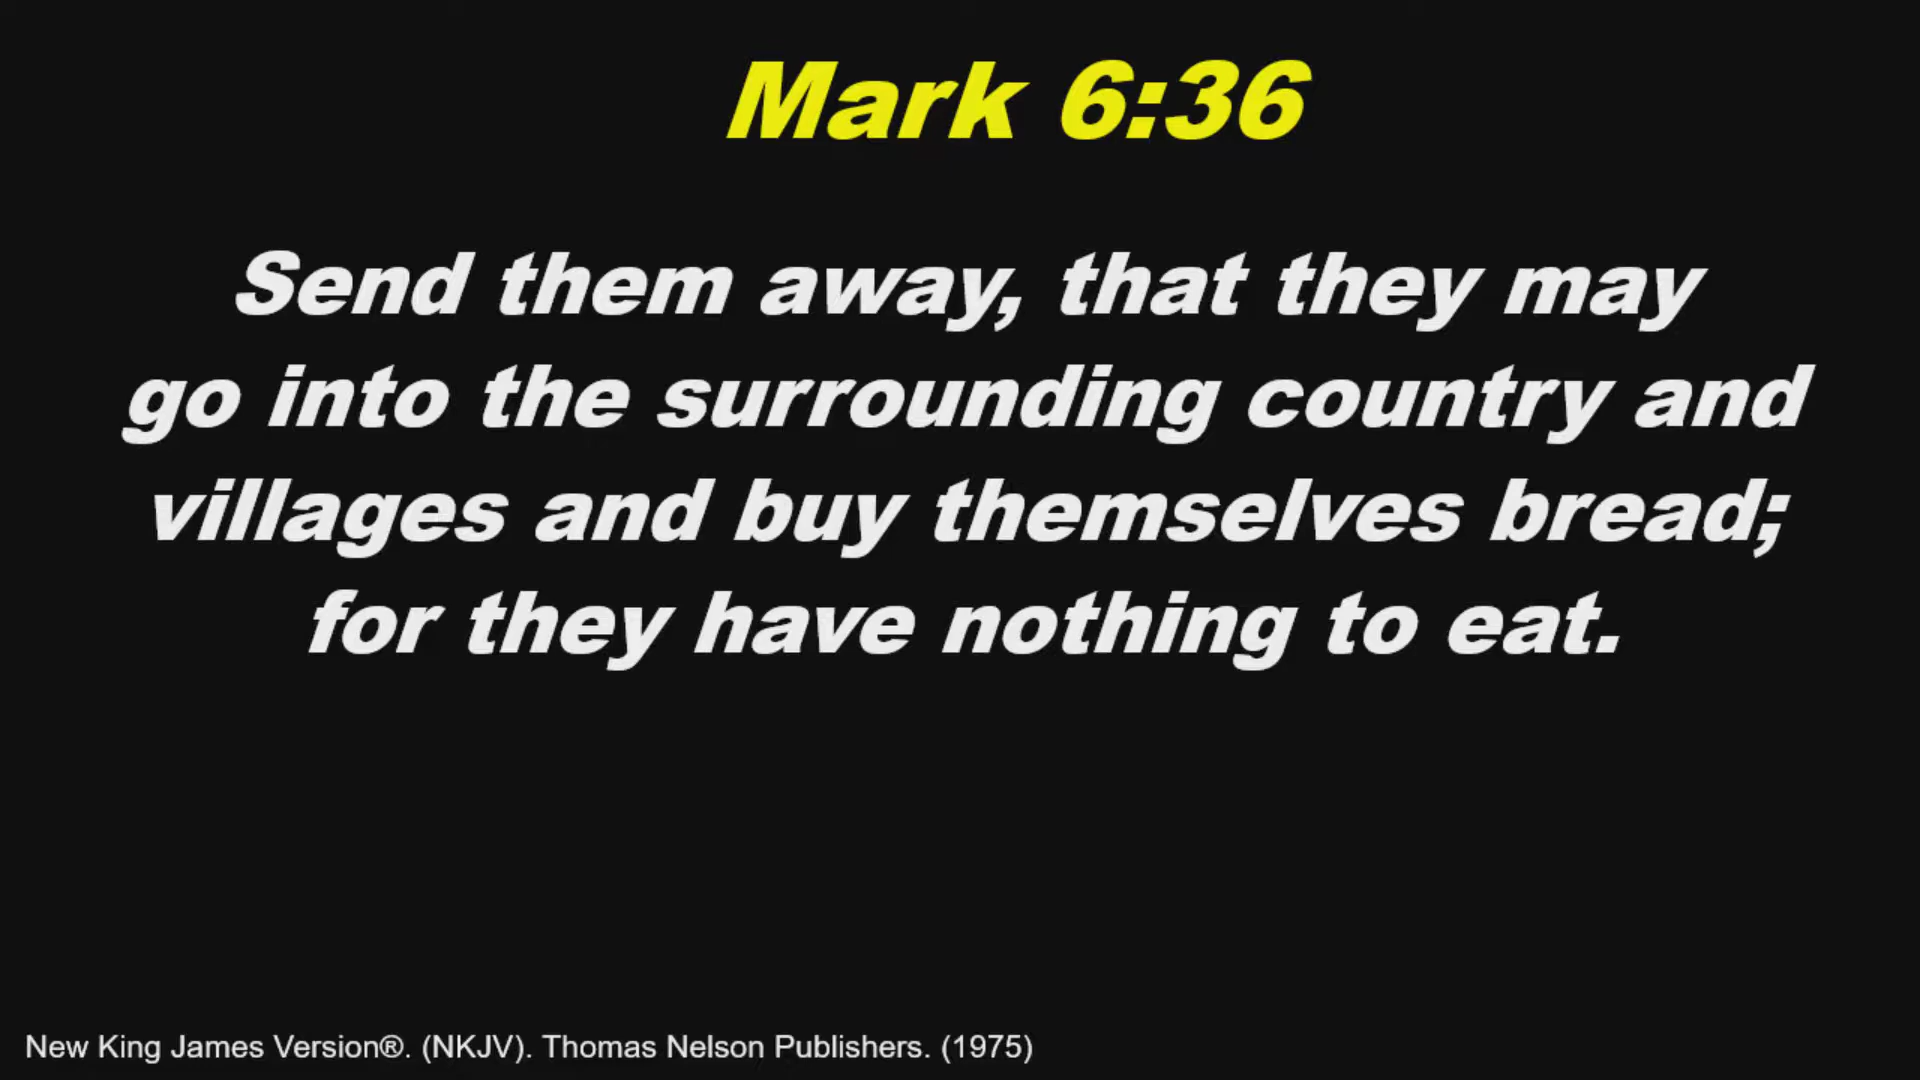 Mark 6:36
Send them away, that they may
go into the surrounding country and
villages and buy themselves bread;
for they have nothing to eat.
New King James Version®. (NKJV). Thomas Nelson Publishers. (1975)